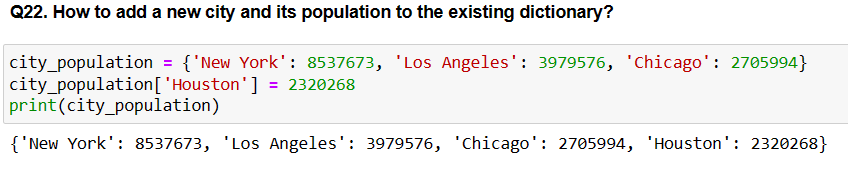 Q22. How to add a new city and its population to the existing dictionary?
city_population = {'New York': 8537673, 'Los Angeles': 3979576, 'Chicago': 2705994}
city_population['Houston'] = 2320268
print(city_population)
{'New York': 8537673, 'Los Angeles': 3979576, 'Chicago': 2705994, 'Houston': 2320268}